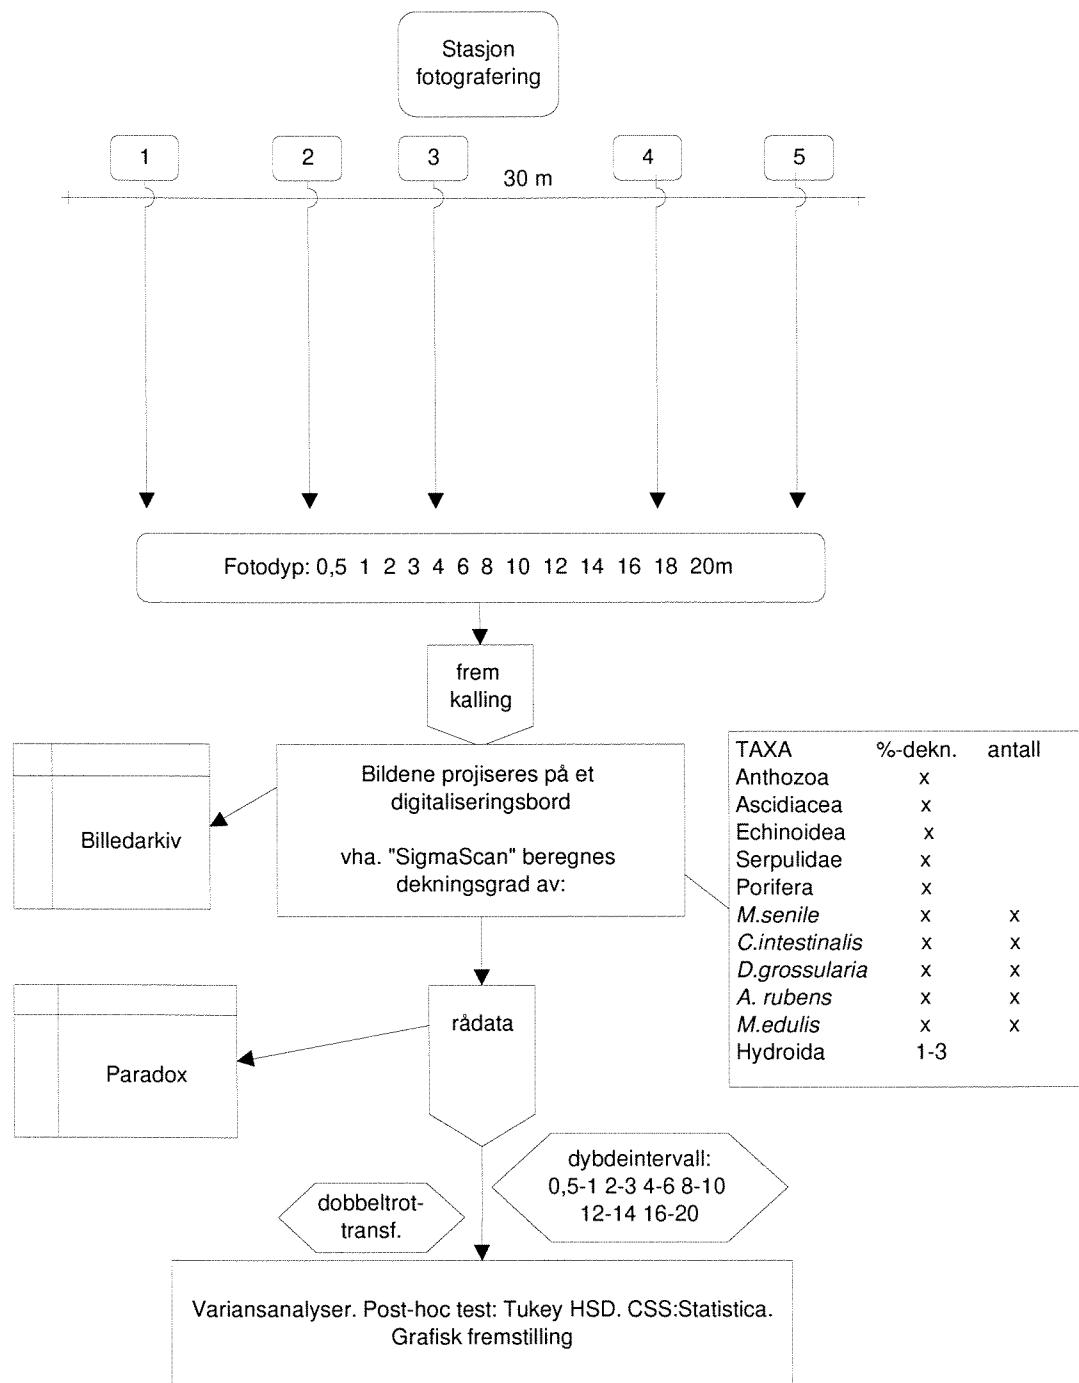 Stasjon
fotografering
1 2 3 4 5
30 m
Fotodyp: 0,5 1 2 3 4 6 8 10 12 14 16 18 20m
frem
kalling
Bildene projiseres på et
digitaliseringsbord
vha. "SigmaScan" beregnes
dekningsgrad av:
Billedarkiv
TAXA %-dekn. antall
Anthozoa x
Ascidiacea x
Echinoidea x
Serpulidae x
Porifera x
M.senile x x
C.intestinalis x x
D.grossularia x x
A. rubens x x
M.edulis x x
Hydroida 1-3
rådata
Paradox
dybdeintervall:
0,5-1 2-3 4-6 8-10
12-14 16-20
dobbeltrot-
transf.
Variansanalyser. Post-hoc test: Tukey HSD. CSS:Statistica.
Grafisk fremstilling